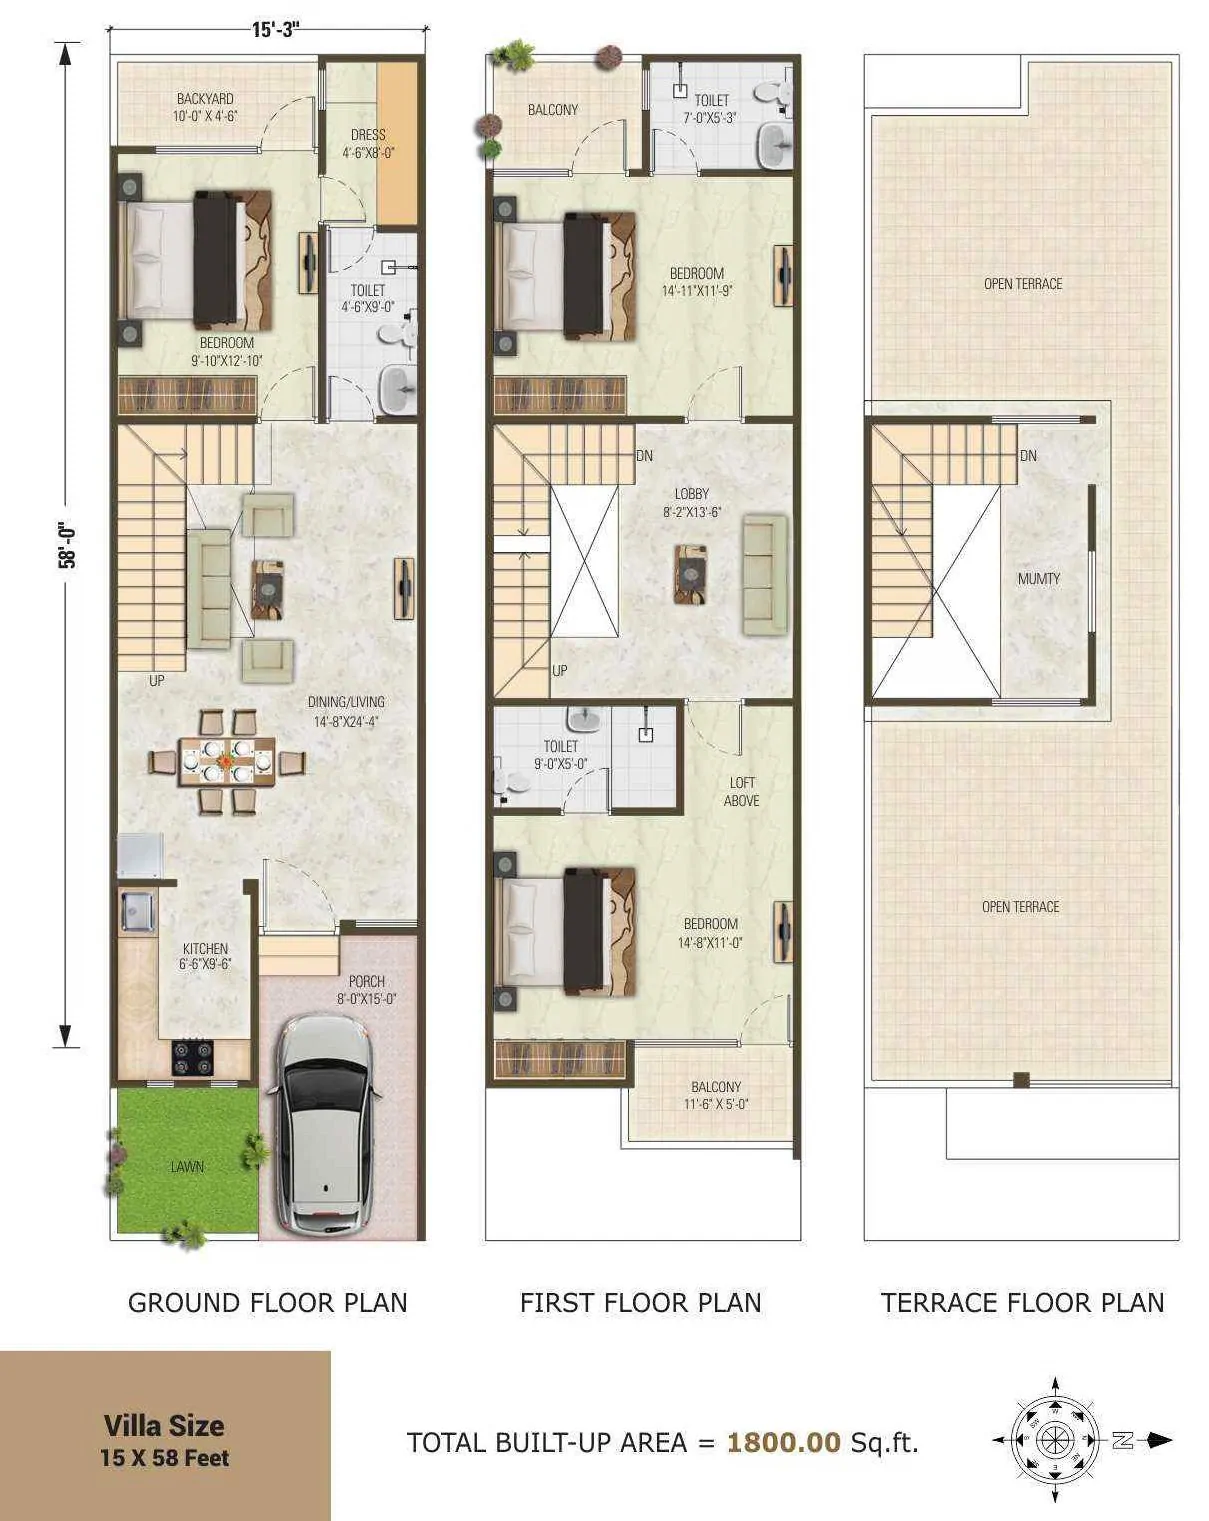 15'-3"
58'-0"
BACKYARD
10'-0" X 4'-6"
DRESS
4'-6"X8'-0"
TOILET
4'-6"X9'-0"
BEDROOM
9'-10"X12'-10"
UP
DINING/LIVING
14'-8"X24'-4"
KITCHEN
6'-6"X9'-6"
PORCH
8'-0"X15'-0"
LAWN
GROUND FLOOR PLAN
BALCONY
TOILET
7'-0"X5'-3"
BEDROOM
14'-11"X11'-9"
DN
LOBBY
8'-2"X13'-6"
UP
TOILET
9'-0"X5'-0"
LOFT
ABOVE
BEDROOM
14'-8"X11'-0"
BALCONY
11'-6" X 5'-0"
FIRST FLOOR PLAN
OPEN TERRACE
DN
MUMTY
OPEN TERRACE
TERRACE FLOOR PLAN
Villa Size
15 X 58 Feet
TOTAL BUILT-UP AREA = 1800.00 Sq.ft.
W
SW
S
N
NE
E
N